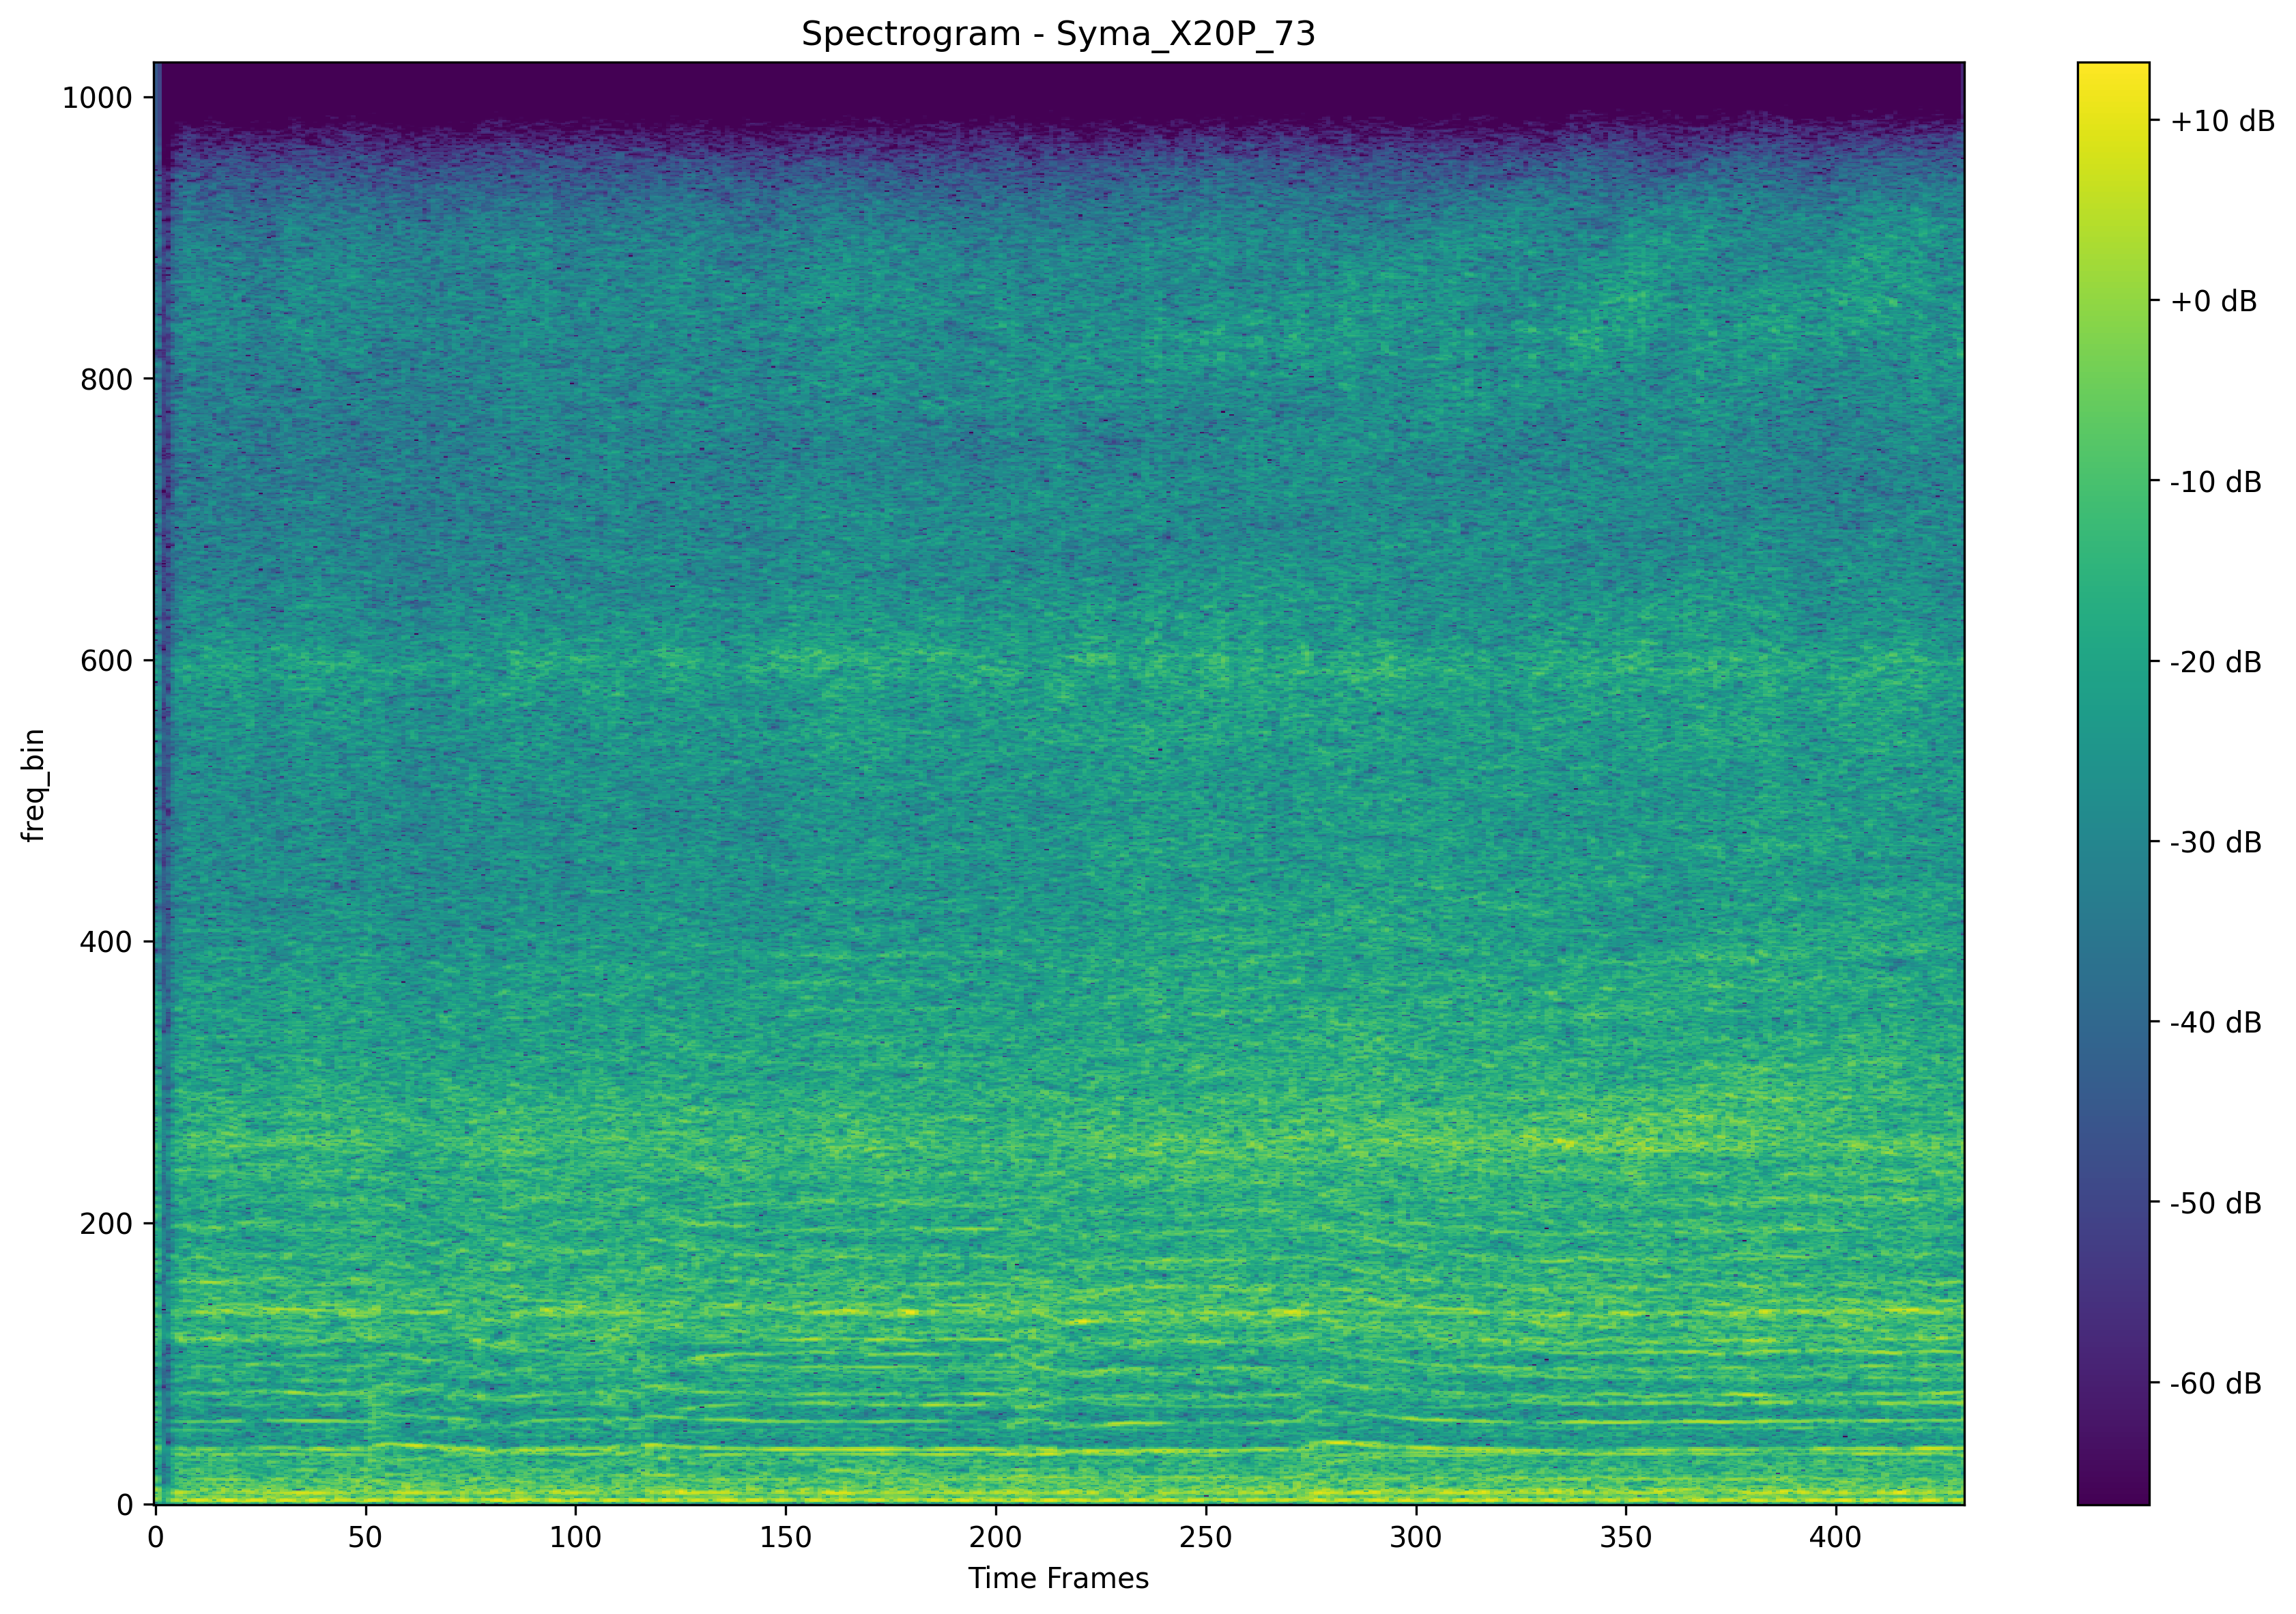 Spectrogram - Syma_X20P_73
1000
800
600
400
200
0
freq_bin
0 50 100 150 200 250 300 350 400
Time Frames
+10 dB
+0 dB
-10 dB
-20 dB
-30 dB
-40 dB
-50 dB
-60 dB